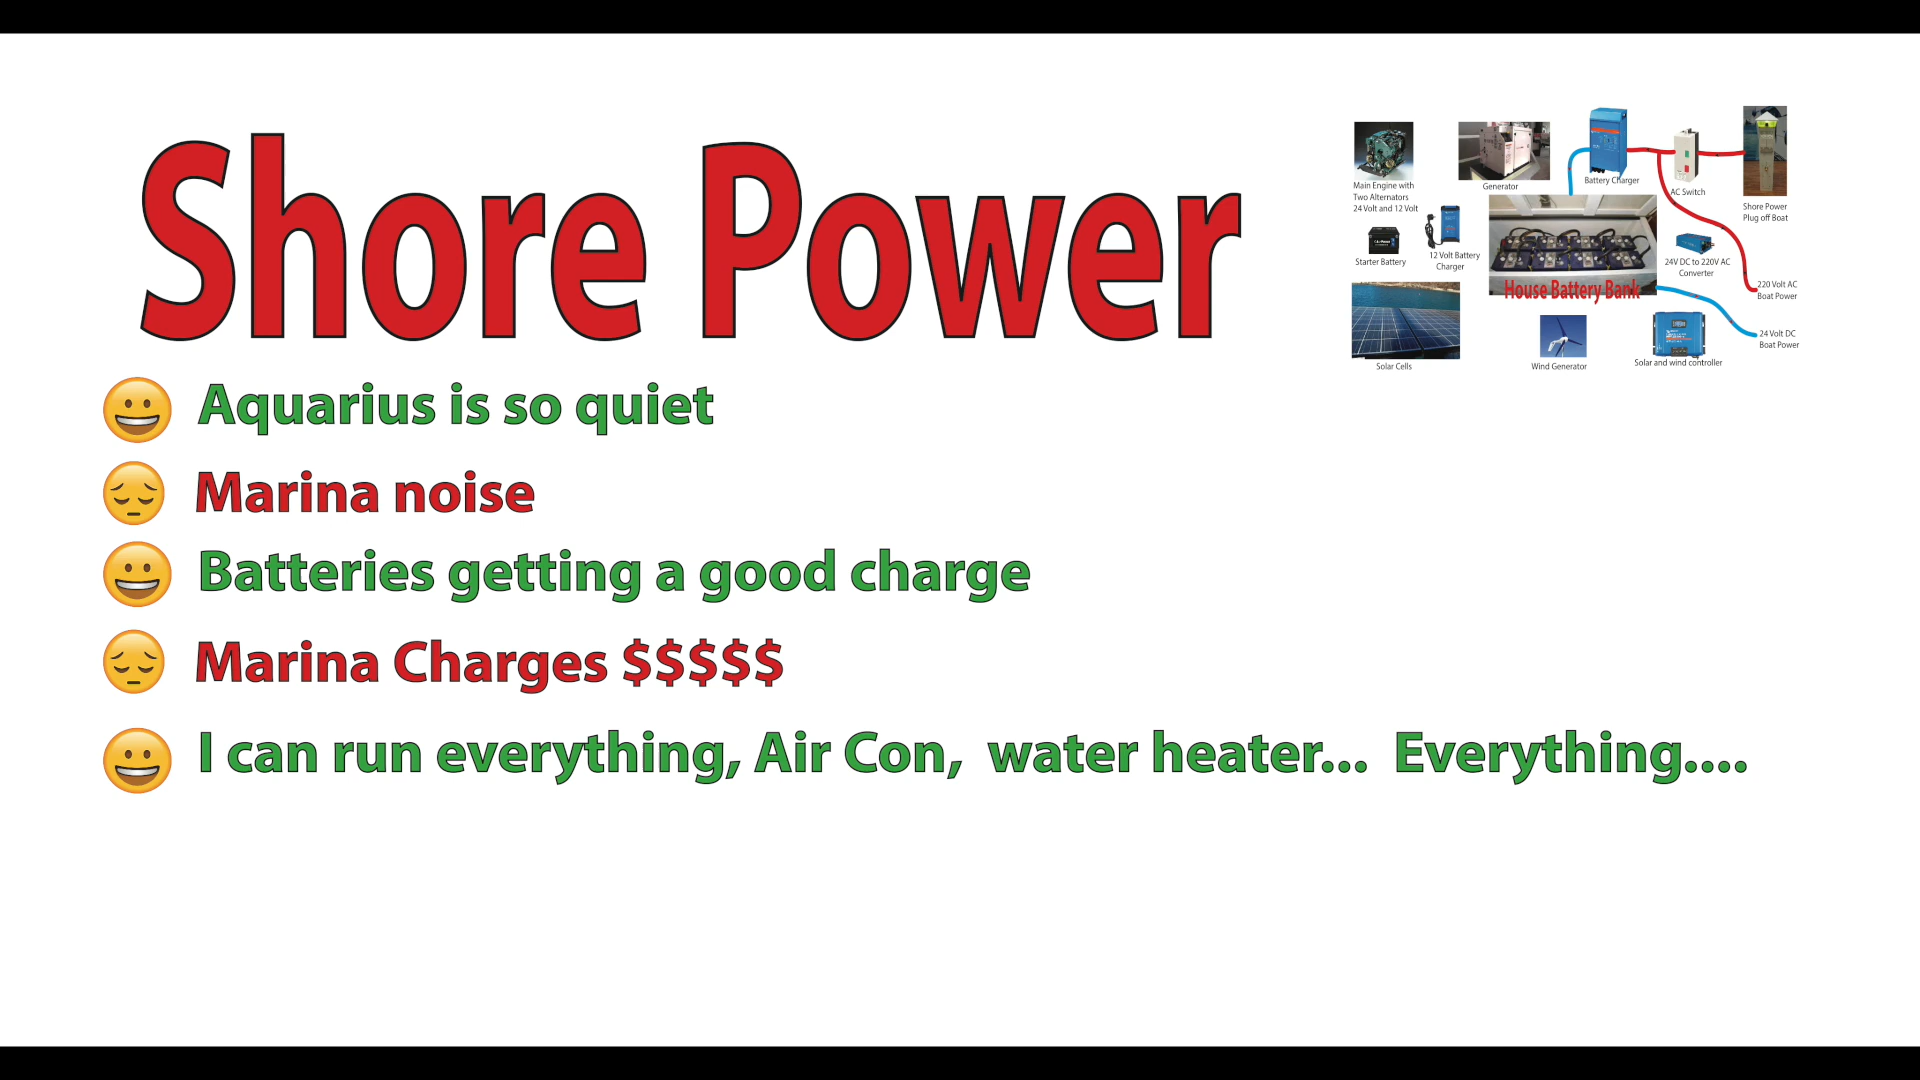 Shore Power
Aquarius is so quiet
Marina noise
Batteries getting a good charge
Marina Charges $$$$$
I can run everything, Air Con,  water heater...  Everything....
Main Engine with
Two Alternators
24 Volt and 12 Volt
Generator
Battery Charger
AC Switch
Shore Power
Plug off Boat
Starter Battery
12 Volt Battery
Charger
House Battery Bank
24V DC to 220V AC
Converter
220 Volt AC
Boat Power
24 Volt DC
Boat Power
Solar Cells
Wind Generator
Solar and wind controller